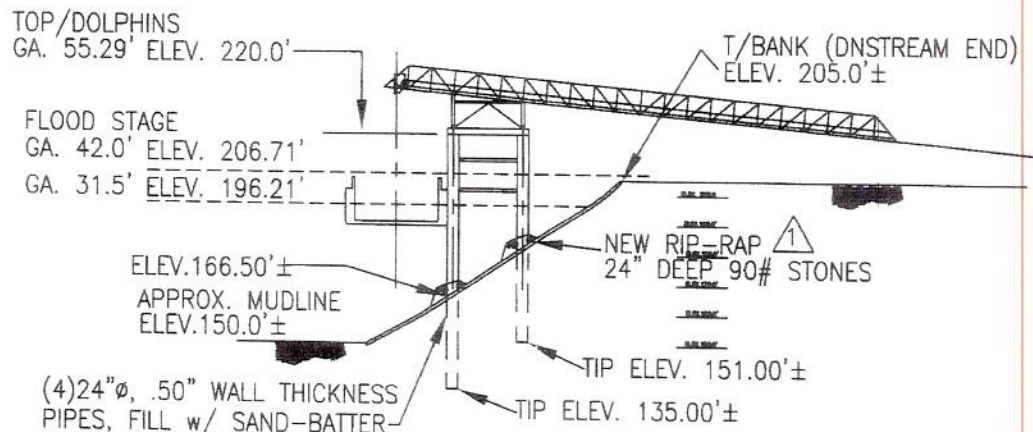 TOP/DOLPHINS
GA. 55.29' ELEV. 220.0'
T/BANK (DNSTREAM END)
ELEV. 205.0'±
FLOOD STAGE
GA. 42.0' ELEV. 206.71'
GA. 31.5' ELEV. 196.21'
NEW RIP-RAP 1
24" DEEP 90# STONES
ELEV.166.50'±
APPROX. MUDLINE
ELEV.150.0'±
TIP ELEV. 151.00'±
(4)24"ø, .50" WALL THICKNESS
PIPES, FILL w/ SAND-BATTER
TIP ELEV. 135.00'±